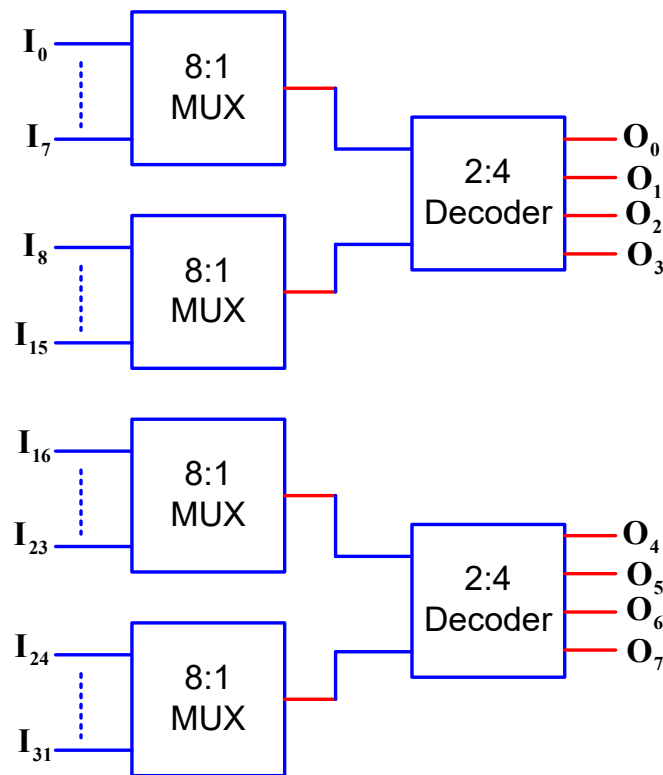 I₀
8:1
MUX
I₇
2:4
Decoder
O₀
O₁
O₂
O₃
I₈
8:1
MUX
I₁₅
I₁₆
8:1
MUX
I₂₃
2:4
Decoder
O₄
O₅
O₆
O₇
I₂₄
8:1
MUX
I₃₁